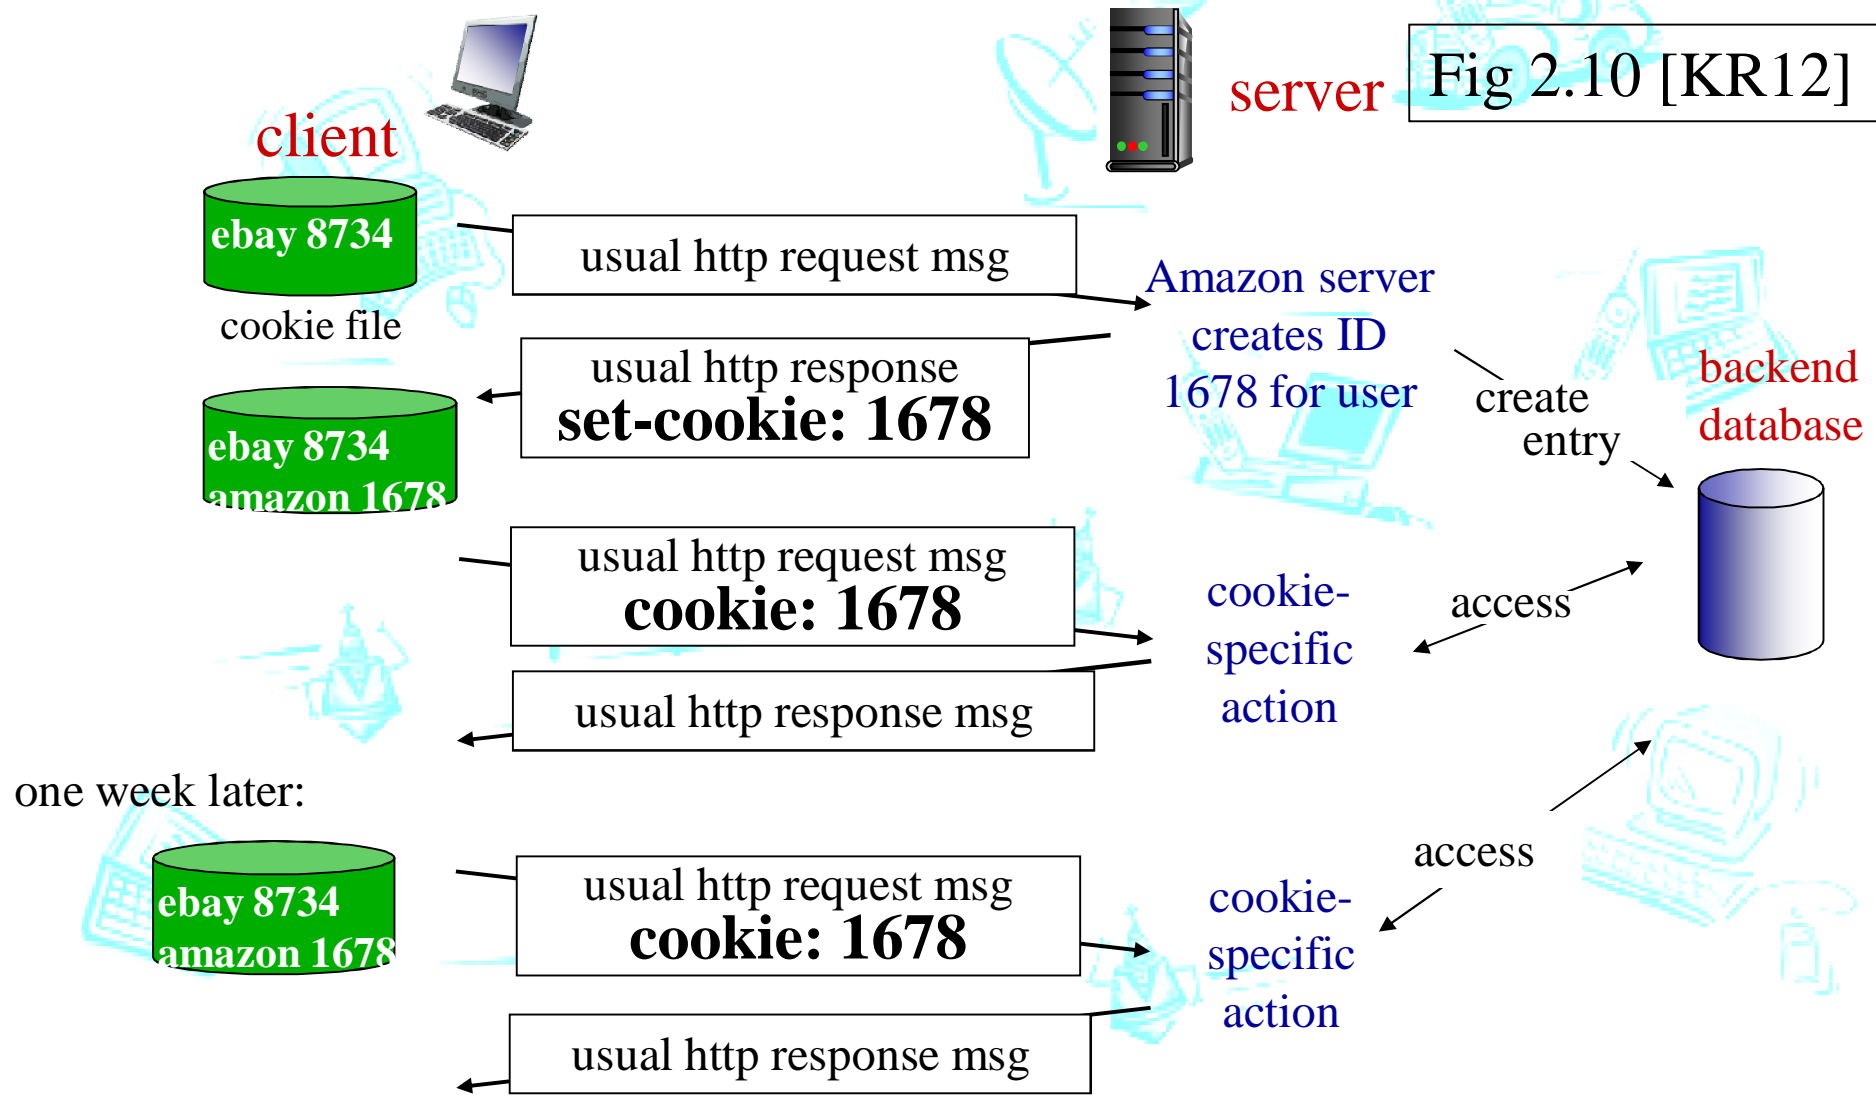 client
server
Fig 2.10 [KR12]
ebay 8734
cookie file
usual http request msg
Amazon server
creates ID
1678 for user
usual http response
set-cookie: 1678
create
entry
backend
database
ebay 8734
amazon 1678
usual http request msg
cookie: 1678
cookie-
specific
action
access
usual http response msg
one week later:
ebay 8734
amazon 1678
usual http request msg
cookie: 1678
cookie-
specific
action
access
usual http response msg